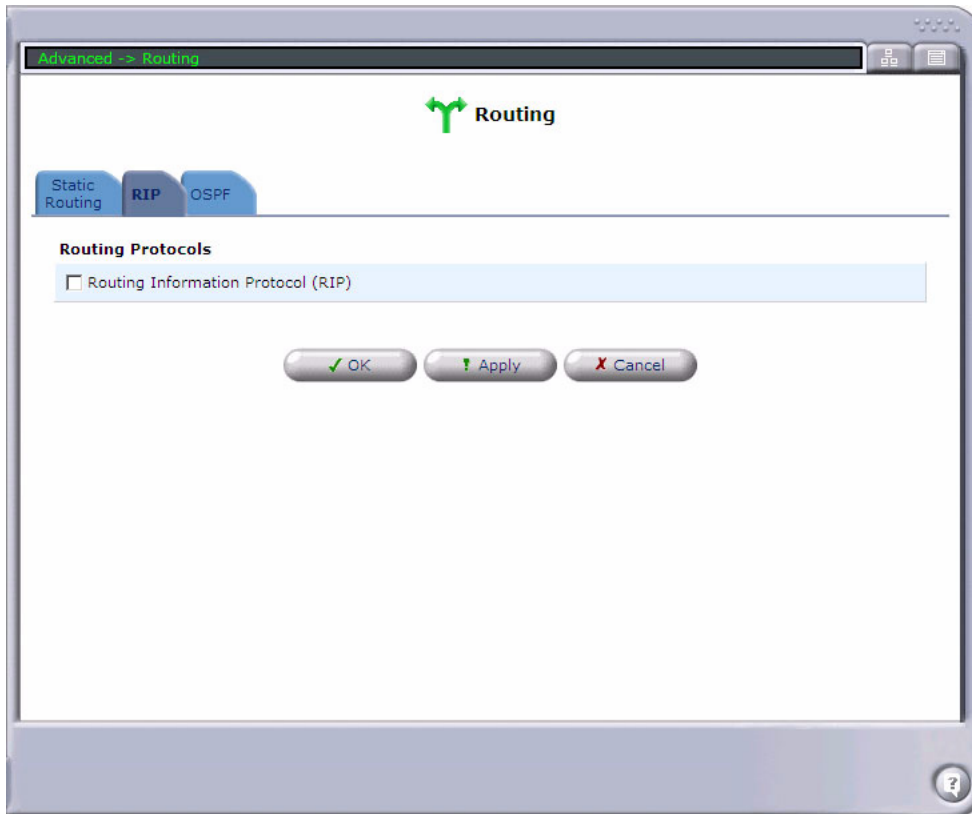 Advanced -> Routing
Routing
Static
Routing
RIP
OSPF
Routing Protocols
Routing Information Protocol (RIP)
OK
Apply
Cancel
?